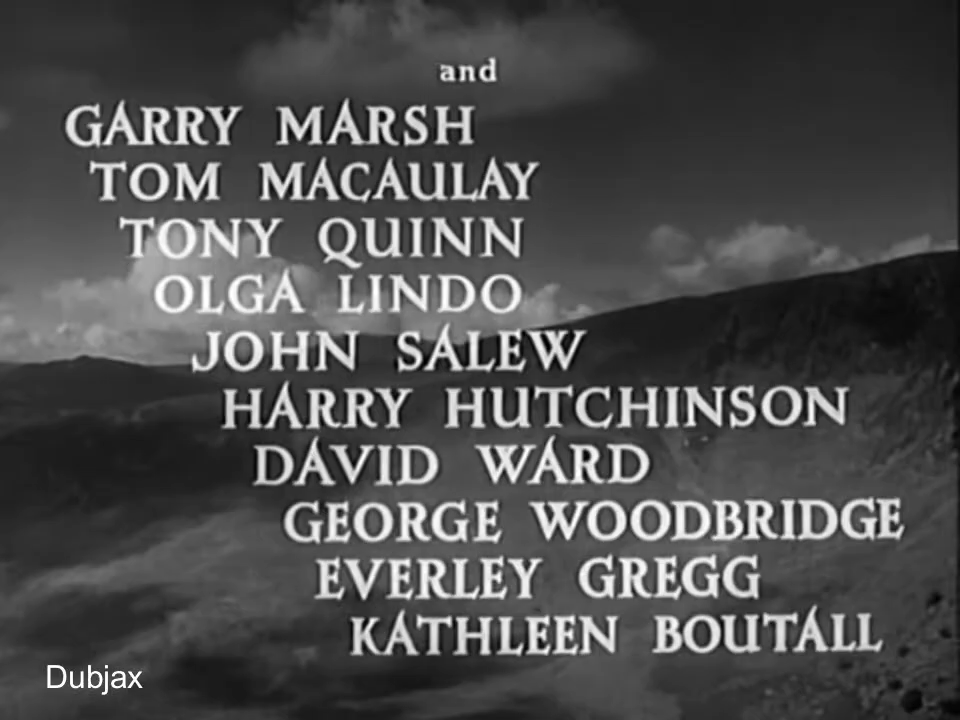 and
GARRY MARSH
TOM MACAULAY
TONY QUINN
OLGA LINDO
JOHN SALEW
HARRY HUTCHINSON
DAVID WARD
GEORGE WOODBRIDGE
EVERLEY GREGG
KATHLEEN BOUTALL
Dubjax